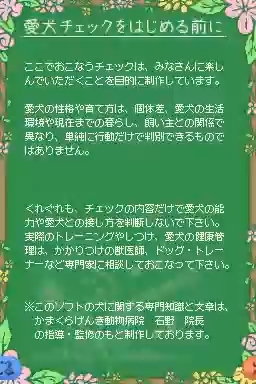 愛犬チェックをはじめる前に
ここでおこなうチェックは、みなさんに楽し
んでいただくことを目的に制作しています。
愛犬の性格や育て方は、個体差、愛犬の生活
環境や現在までの暮らし、飼い主との関係で
異なり、単純に行動だけで判別できるもので
はありません。
くれぐれも、チェックの内容だけで愛犬の能
力や愛犬との接し方を判断しないで下さい。
実際のトレーニングやしつけ、愛犬の健康管
理は、かかりつけの獣医師、ドッグ・トレー
ナーなど専門家に相談しておこなって下さい。
※このソフトの犬に関する専門知識と文章は、
かまくらげんき動物病院 石野 院長
の指導・監修のもと制作しております。